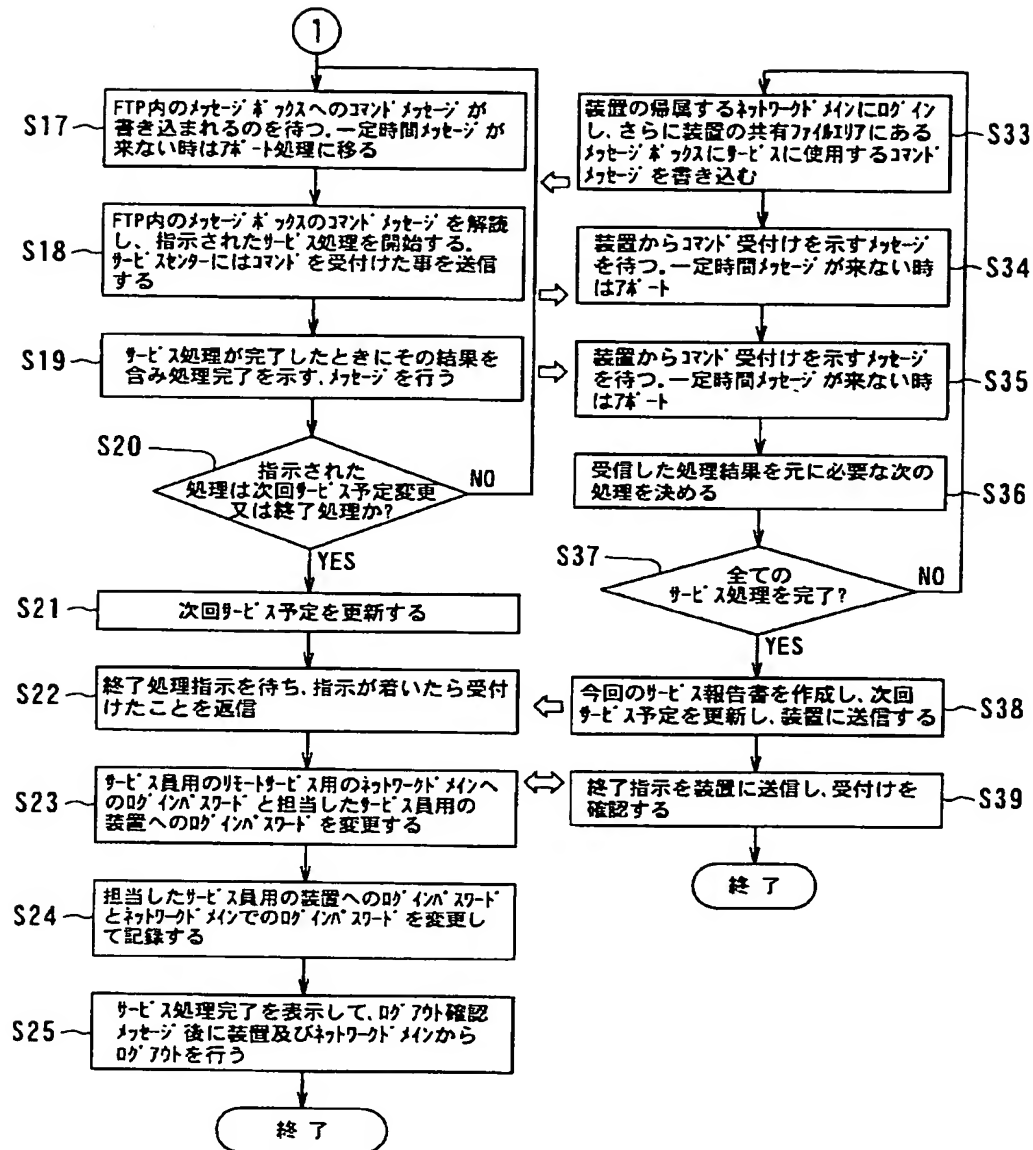 1
S17
FTP内のメッセージボックスへのコマンドメッセージが
書き込まれるのを待つ。一定時間メッセージが
来ない時はアボート処理に移る
S18
FTP内のメッセージボックスのコマンドメッセージを解読
し、指示されたサービス処理を開始する。
サービスセンターにはコマンドを受付けた事を送信
する
S19
サービス処理が完了したときにその結果を
含み処理完了を示す、メッセージを行う
S20
指示された
処理は次回サービス予定変更
又は終了処理か?
NO
YES
S21
次回サービス予定を更新する
S22
終了処理指示を待ち、指示が着いたら受付
けたことを返信
S23
サービス員用のリモートサービス用のネットワークドメインへ
のログインパスワードと担当したサービス員用の
装置へのログインパスワードを変更する
S24
担当したサービス員用の装置へのログインパスワード
とネットワークドメインでのログインパスワードを変更し
て記録する
S25
サービス処理完了を表示して、ログアウト確認
メッセージ後に装置及びネットワークドメインから
ログアウトを行う
終了
装置の帰属するネットワークドメインにログイン
し、さらに装置の共有ファイルエリアにある
メッセージボックスにサービスに使用するコマンド
メッセージを書き込む
S33
装置からコマンド受付けを示すメッセージ
を待つ。一定時間メッセージが来ない時
はアボート
S34
装置からコマンド受付けを示すメッセージ
を待つ。一定時間メッセージが来ない時
はアボート
S35
受信した処理結果を元に必要な次の
処理を決める
S36
S37
全ての
サービス処理を完了?
NO
YES
今回のサービス報告書を作成し、次回
サービス予定を更新し、装置に送信する
S38
終了指示を装置に送信し、受付けを
確認する
S39
終了